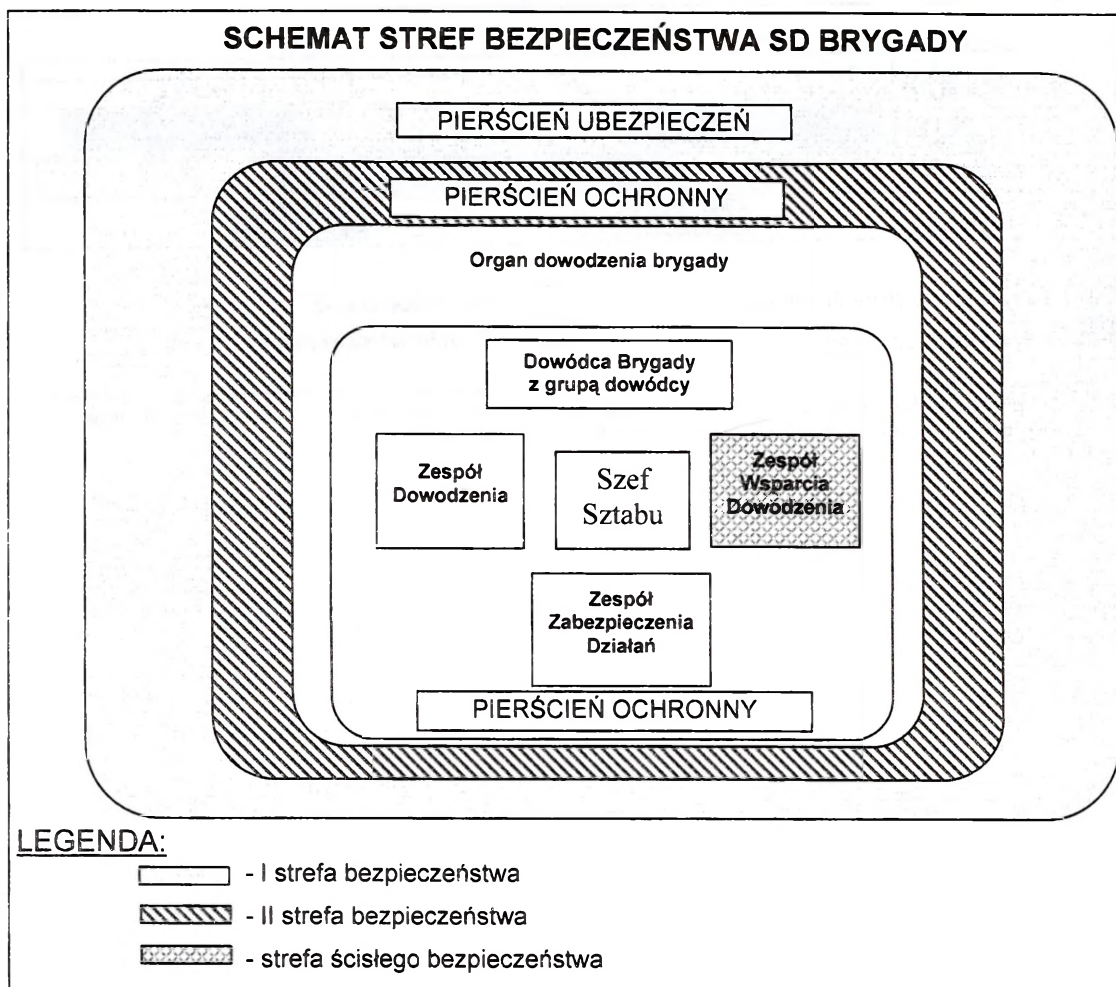 SCHEMAT STREF BEZPIECZEŃSTWA SD BRYGADY
PIERŚCIEŃ UBEZPIECZEŃ
PIERŚCIEŃ OCHRONNY
Organ dowodzenia brygady
Dowódca Brygady
z grupą dowódcy
Zespół
Dowodzenia
Szef
Sztabu
Zespół
Wsparcia
Dowódzenia
Zespół
Zabezpieczenia
Działań
PIERŚCIEŃ OCHRONNY
LEGENDA:
- I strefa bezpieczeństwa
- II strefa bezpieczeństwa
- strefa ścisłego bezpieczeństwa